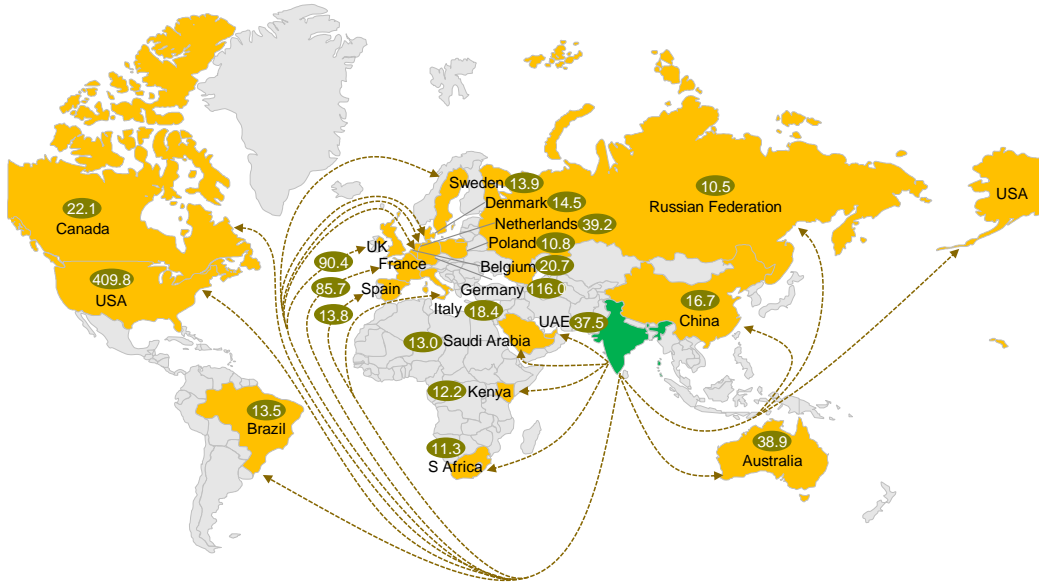 Sweden 13.9
Denmark 14.5
10.5
USA
22.1
Canada
Netherlands 39.2
Russian Federation
UK
Poland 10.8
90.4
France
Belgium 20.7
409.8
USA
85.7
Spain
Germany 116.0
16.7
China
13.8
Italy 18.4
UAE 37.5
13.0 Saudi Arabia
12.2 Kenya
13.5
Brazil
11.3
S Africa
38.9
Australia